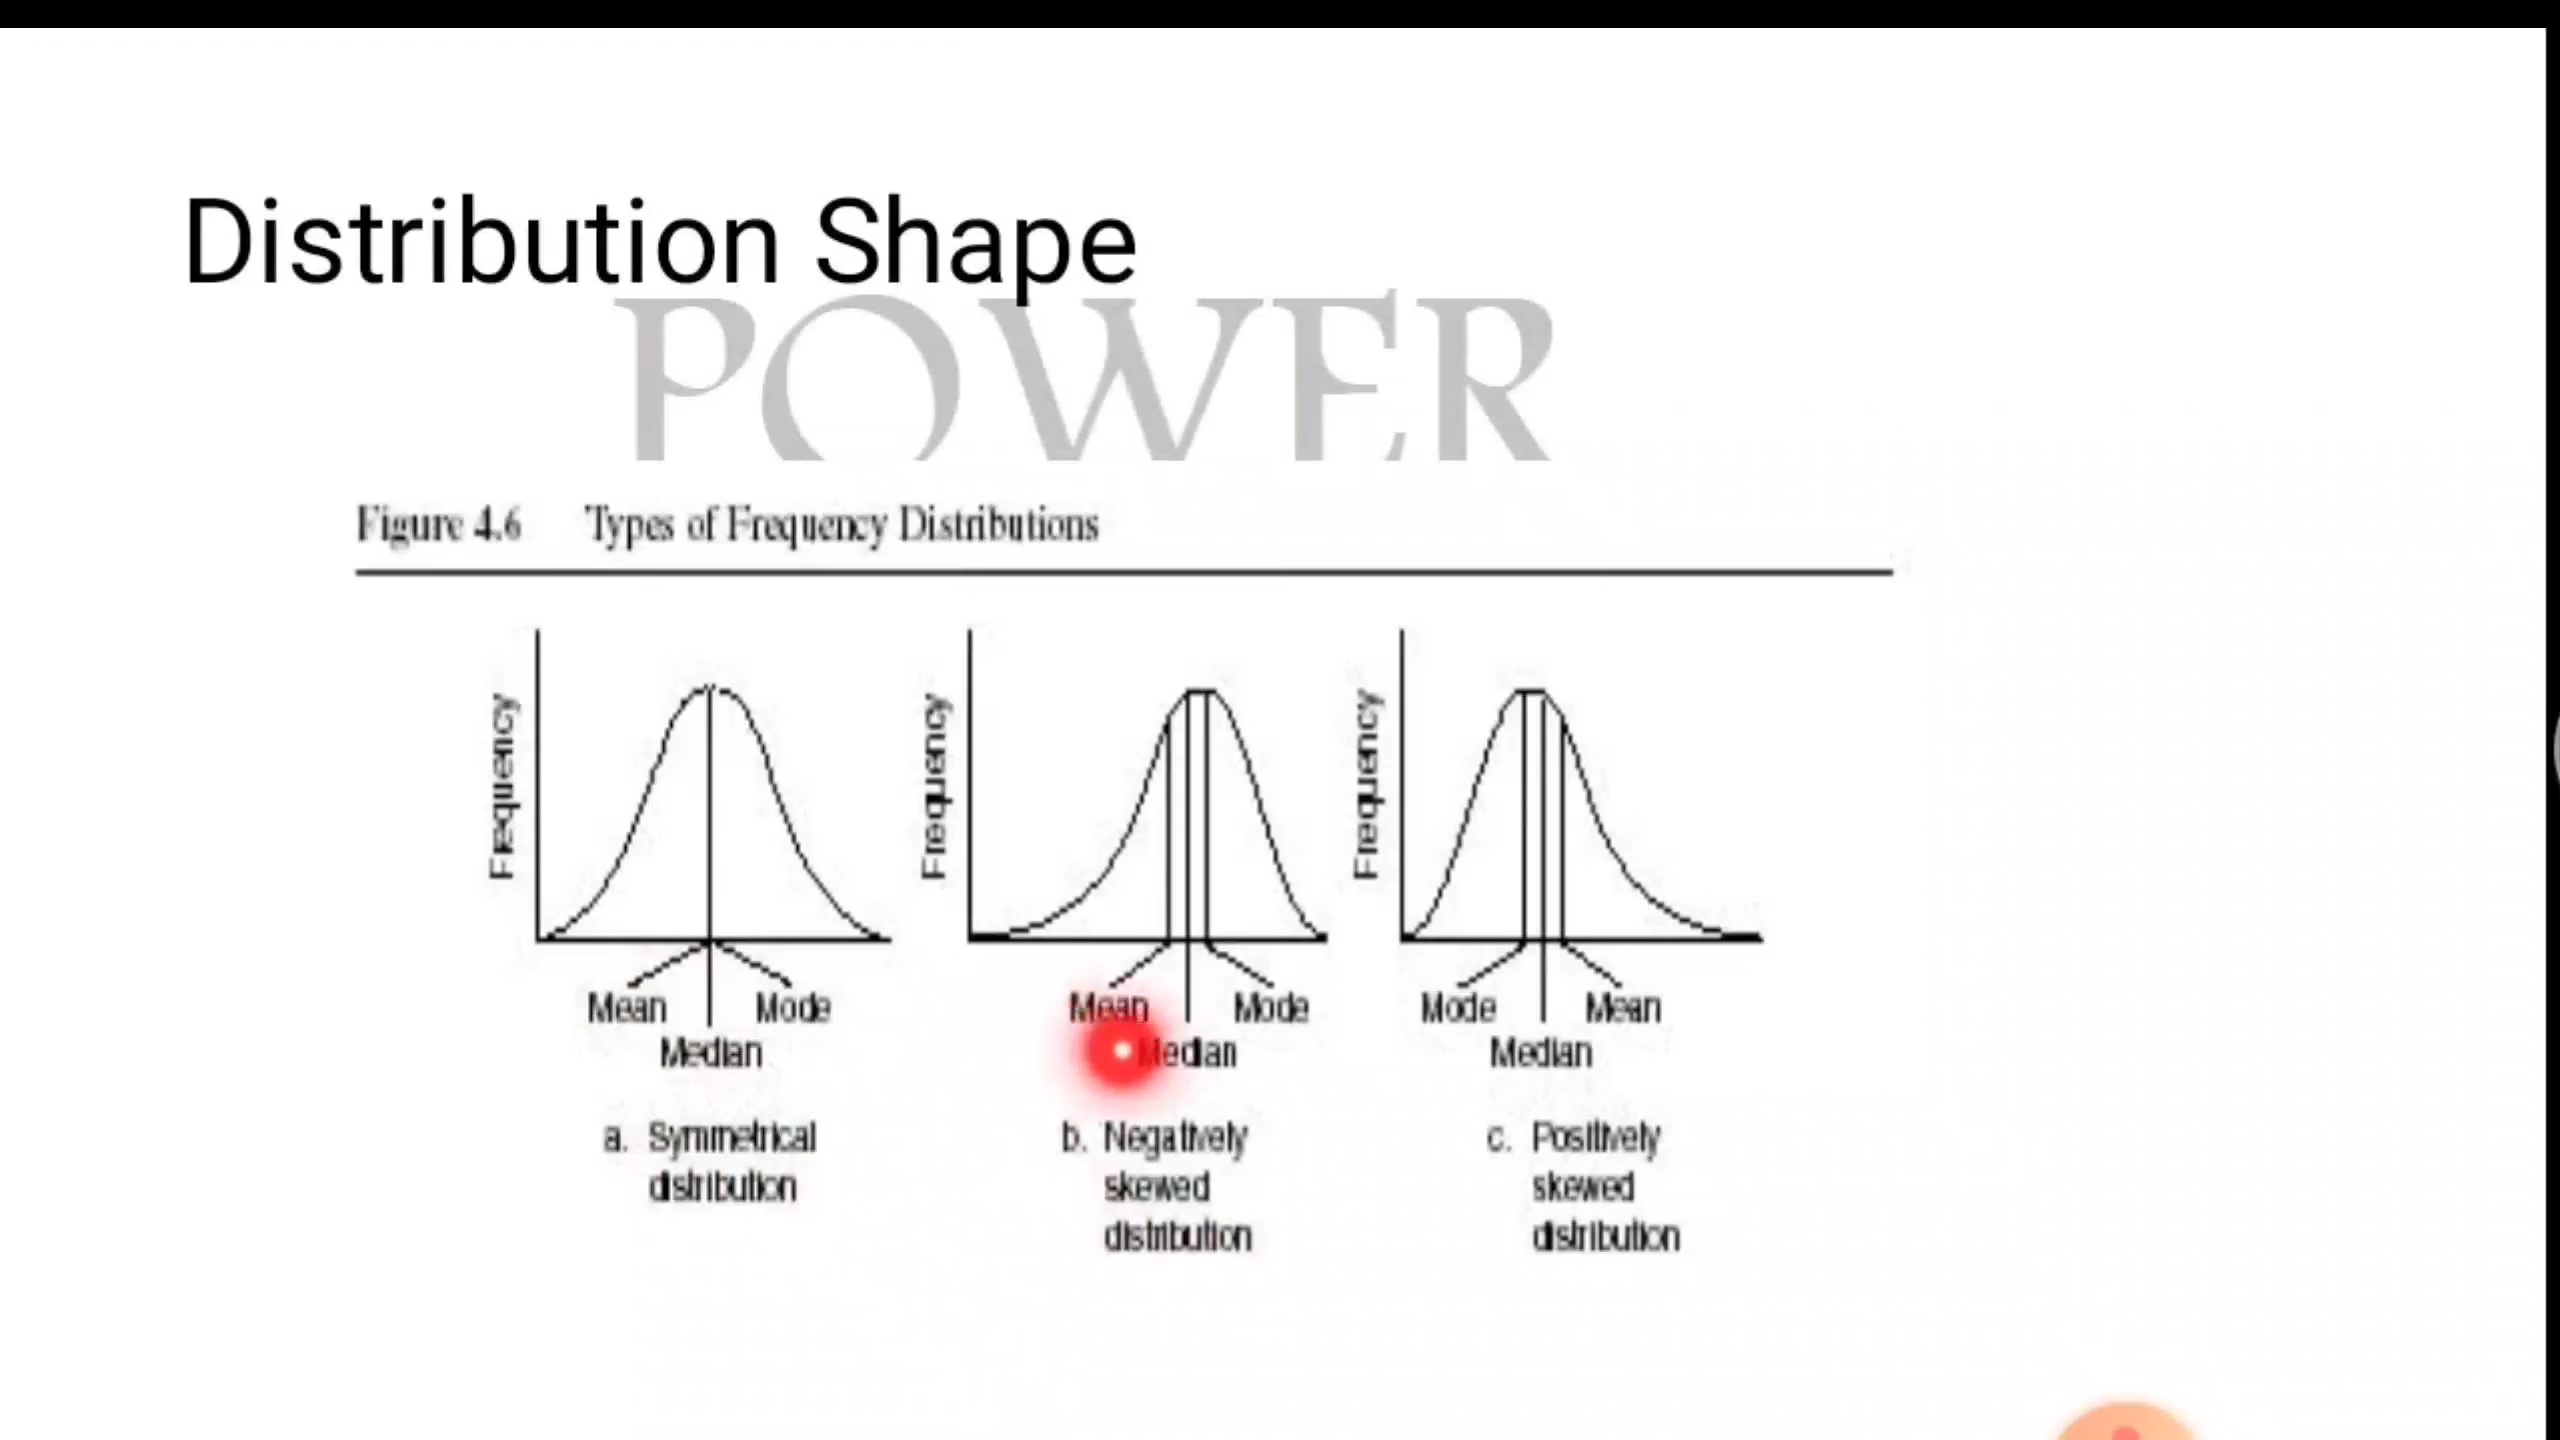 Distribution Shape
POWER
Figure 4.6 Types of Frequency Distributions
Frequency
Frequency
Frequency
Mean Mode
Median
Mean Mode
Median
Mode Mean
Median
a. Symmetrical
distribution
b. Negatively
skewed
distribution
c. Positively
skewed
distribution